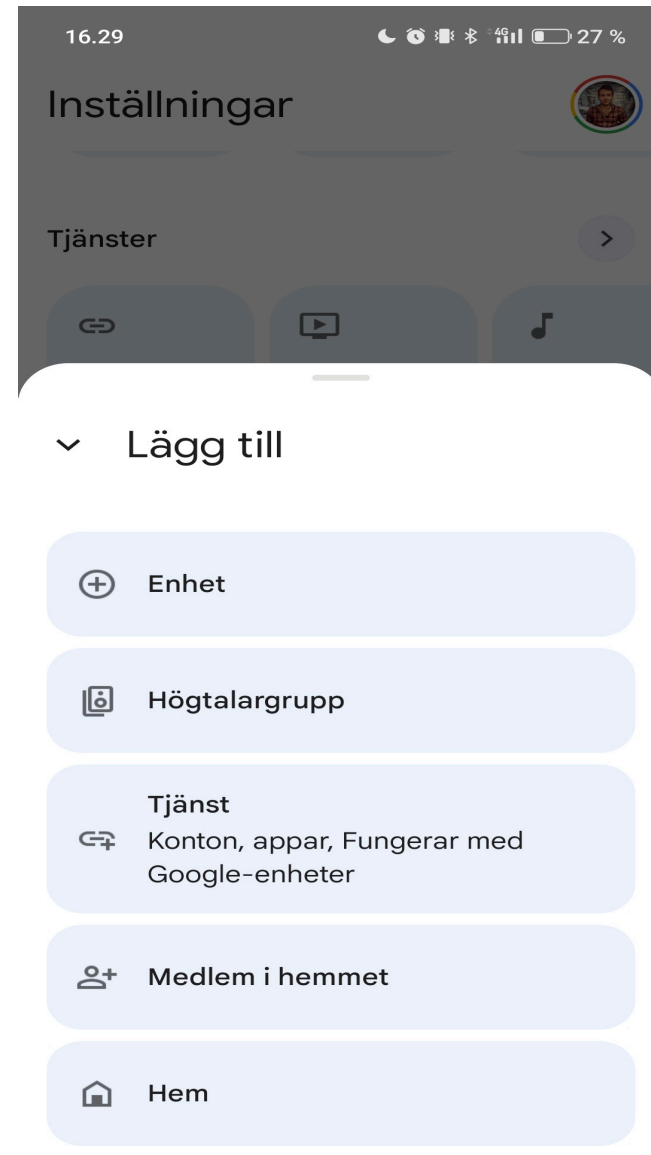 16.29
4G
27 %
Inställningar
Tjänster
Lägg till
Enhet
Högtalargrupp
Tjänst
Konton, appar, Fungerar med
Google-enheter
Medlem i hemmet
Hem